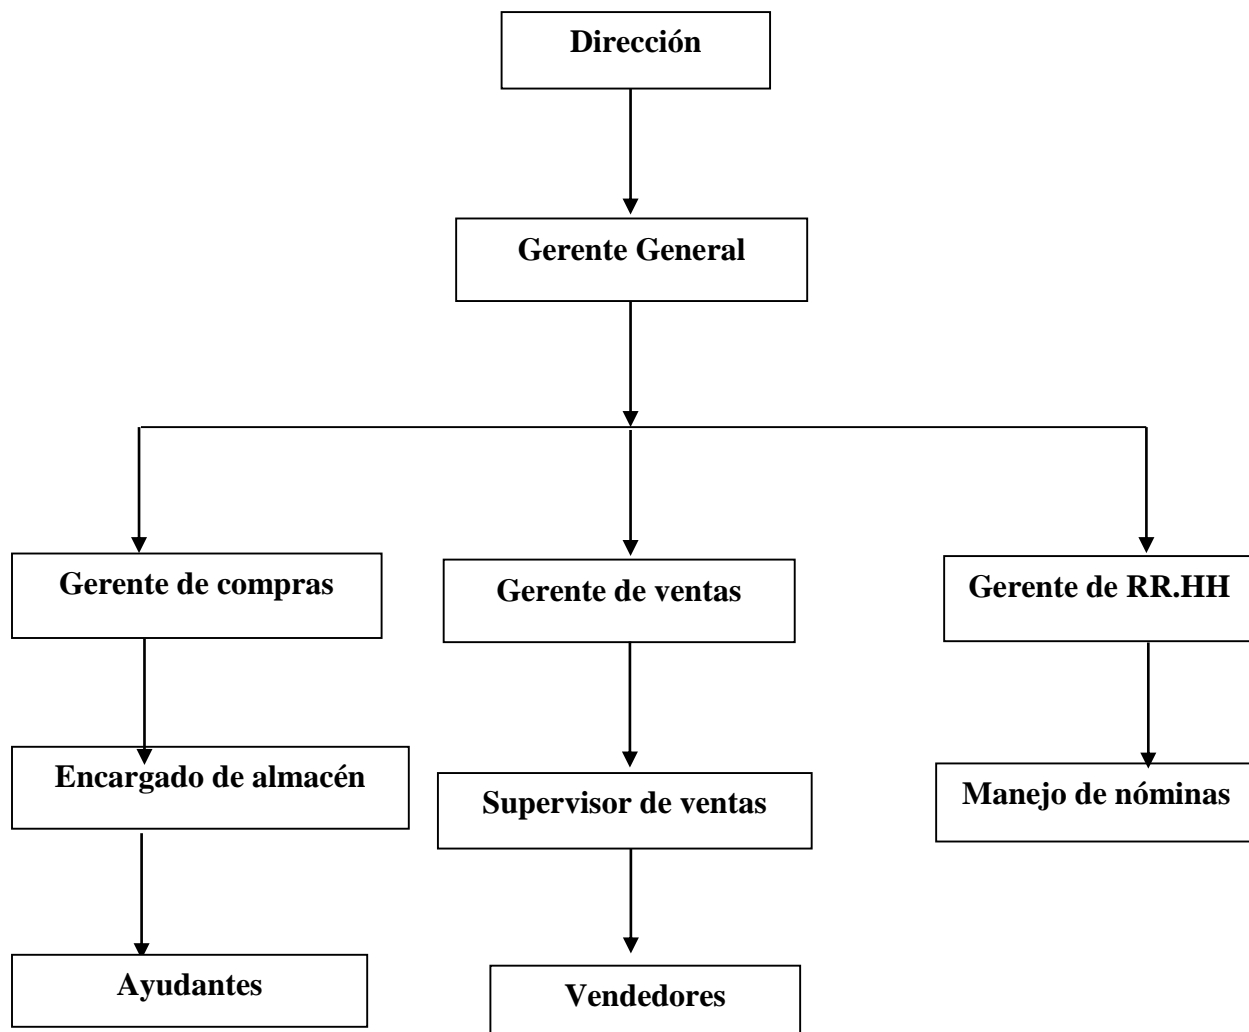 Dirección
Gerente General
Gerente de compras
Gerente de ventas
Gerente de RR.HH
Encargado de almacén
Supervisor de ventas
Manejo de nóminas
Ayudantes
Vendedores